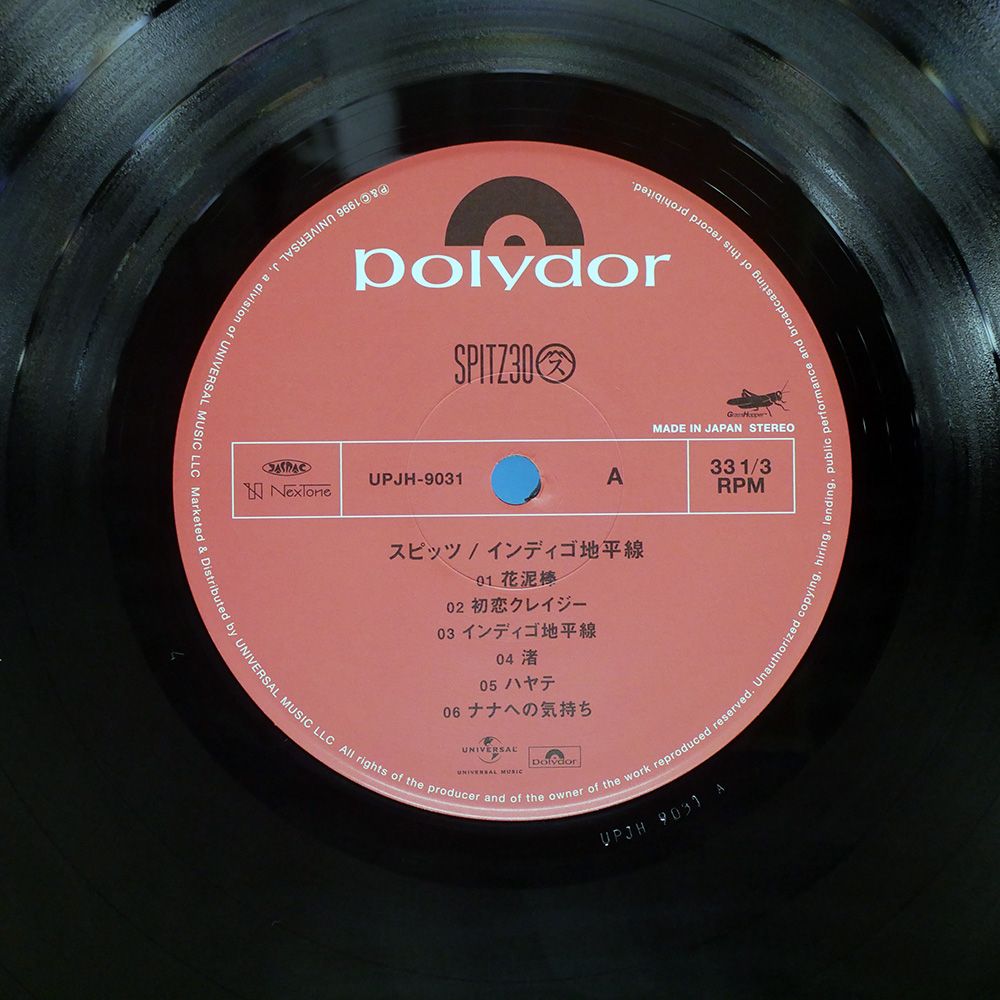 polydor
SPITZ30 ス
GrassHopper
MADE IN JAPAN STEREO
JASRAC
NexTone
UPJH-9031
A
33 1/3
RPM
スピッツ / インディゴ地平線
01 花泥棒
02 初恋クレイジー
03 インディゴ地平線
04 渚
05 ハヤテ
06 ナナへの気持ち
UNIVERSAL
UNIVERSAL MUSIC
polydor
℗&©1996 UNIVERSAL J, a division of UNIVERSAL MUSIC LLC Marketed & Distributed by UNIVERSAL MUSIC LLC All rights of the producer and of the owner of the work reproduced reserved. Unauthorized copying, hiring, lending, public performance and broadcasting of this record prohibited.
UPJH 9031 A